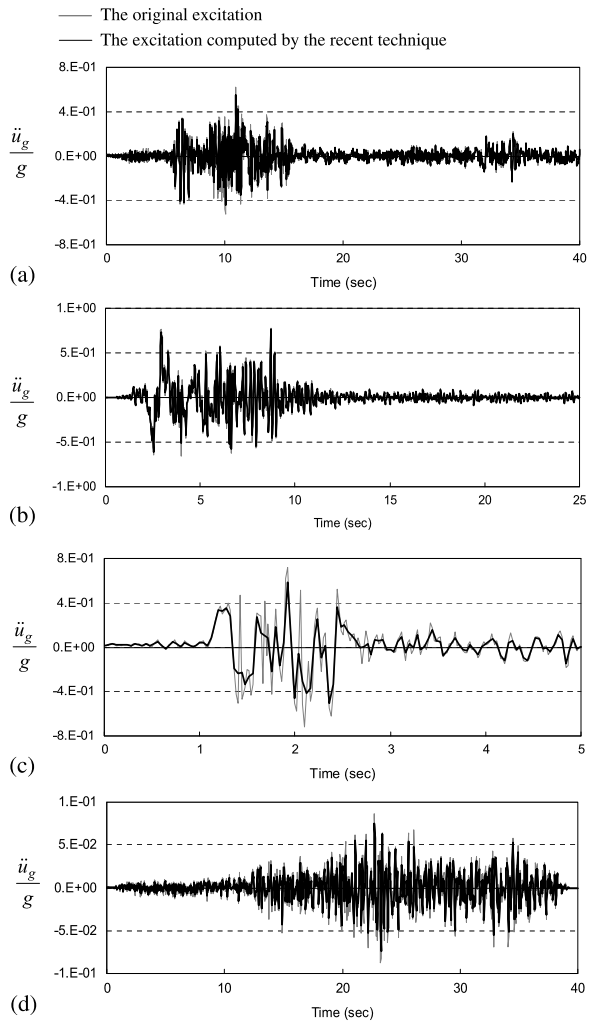 The original excitation
The excitation computed by the recent technique
8.E-01
4.E-01
0.E+00
-4.E-01
-8.E-01
üg
g
0 10 20 30 40
Time (sec)
(a)
1.E+00
5.E-01
0.E+00
-5.E-01
-1.E+00
üg
g
0 5 10 15 20 25
Time (sec)
(b)
8.E-01
4.E-01
0.E+00
-4.E-01
-8.E-01
üg
g
0 1 2 3 4 5
Time (sec)
(c)
1.E-01
5.E-02
0.E+00
-5.E-02
-1.E-01
üg
g
0 10 20 30 40
Time (sec)
(d)